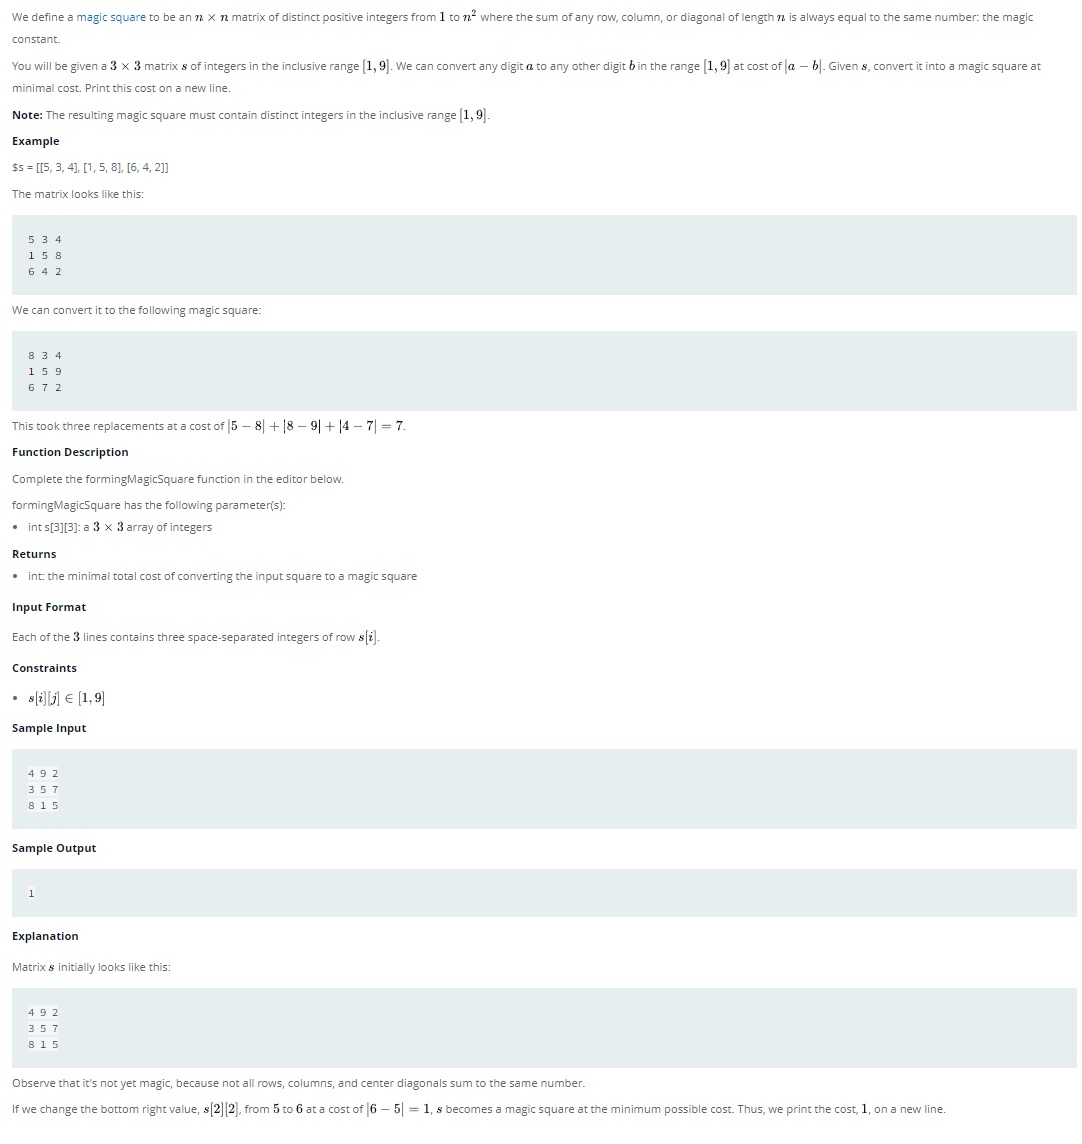 We define a magic square to be an n × n matrix of distinct positive integers from 1 to n² where the sum of any row, column, or diagonal of length n is always equal to the same number: the magic
constant.
You will be given a 3 × 3 matrix s of integers in the inclusive range [1, 9]. We can convert any digit a to any other digit b in the range [1, 9] at cost of |a − b|. Given s, convert it into a magic square at
minimal cost. Print this cost on a new line.
Note: The resulting magic square must contain distinct integers in the inclusive range [1, 9].
Example
$s = [[5, 3, 4], [1, 5, 8], [6, 4, 2]]
The matrix looks like this:
5 3 4
1 5 8
6 4 2
We can convert it to the following magic square:
8 3 4
1 5 9
6 7 2
This took three replacements at a cost of |5 − 8| + |8 − 9| + |4 − 7| = 7.
Function Description
Complete the formingMagicSquare function in the editor below.
formingMagicSquare has the following parameter(s):
• int s[3][3]: a 3 × 3 array of integers
Returns
• int: the minimal total cost of converting the input square to a magic square
Input Format
Each of the 3 lines contains three space-separated integers of row s[i].
Constraints
• s[i][j] ∈ [1, 9]
Sample Input
4 9 2
3 5 7
8 1 5
Sample Output
1
Explanation
Matrix s initially looks like this:
4 9 2
3 5 7
8 1 5
Observe that it's not yet magic, because not all rows, columns, and center diagonals sum to the same number.
If we change the bottom right value, s[2][2], from 5 to 6 at a cost of |6 − 5| = 1, s becomes a magic square at the minimum possible cost. Thus, we print the cost, 1, on a new line.